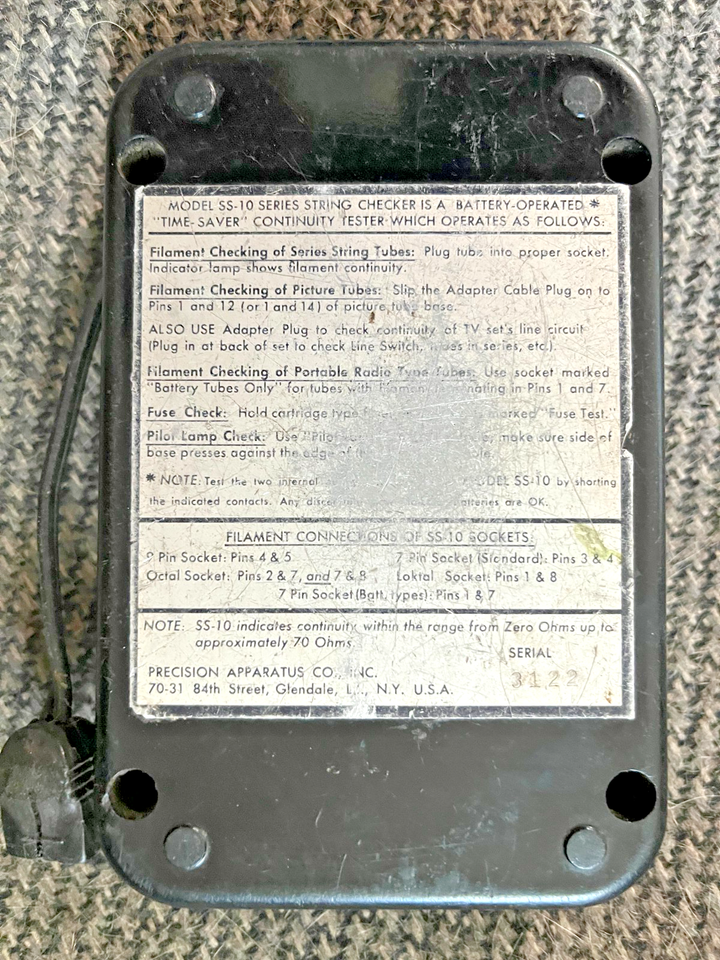 MODEL SS-10 SERIES STRING CHECKER IS A BATTERY-OPERATED *
"TIME-SAVER" CONTINUITY TESTER WHICH OPERATES AS FOLLOWS:
Filament Checking of Series String Tubes: Plug tube into proper socket.
Indicator lamp shows filament continuity.
Filament Checking of Picture Tubes: Slip the Adapter Cable Plug on to
Pins 1 and 12 (or 1 and 14) of picture tube base.
ALSO USE Adapter Plug to check continuity of TV set's line circuit
(Plug in at back of set to check Line Switch, tubes in series, etc.).
Filament Checking of Portable Radio Type Tubes: Use socket marked
"Battery Tubes Only" for tubes with filament terminating in Pins 1 and 7.
Fuse Check: Hold cartridge type marked "Fuse Test."
Pilot Lamp Check: Use "Pilot make sure side of
base presses against the edge of
* NOTE: Test the two internal MODEL SS-10 by shorting
the indicated contacts. Any batteries are OK.
FILAMENT CONNECTIONS OF SS-10 SOCKETS:
9 Pin Socket: Pins 4 & 5 7 Pin Socket (Standard): Pins 3 & 4
Octal Socket: Pins 2 & 7, and 7 & 8 Loktal Socket: Pins 1 & 8
7 Pin Socket (Batt. types): Pins 1 & 7
NOTE: SS-10 indicates continuity within the range from Zero Ohms up to
approximately 70 Ohms.
SERIAL
PRECISION APPARATUS CO., INC.
3122
70-31 84th Street, Glendale, L.I., N.Y. U.S.A.